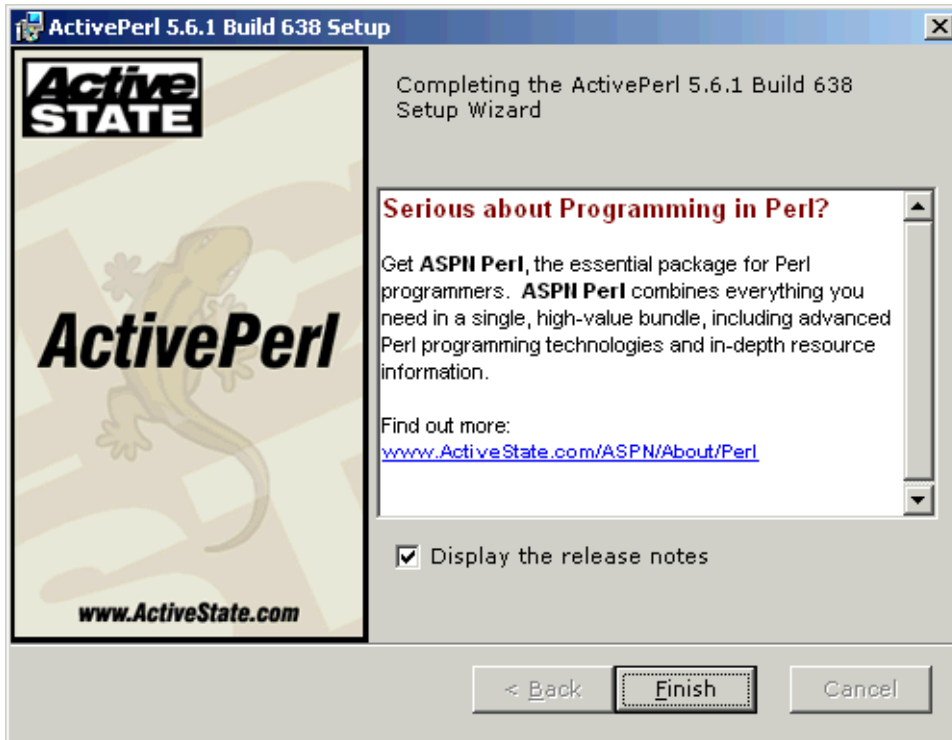 ActivePerl 5.6.1 Build 638 Setup
Active
STATE
Completing the ActivePerl 5.6.1 Build 638
Setup Wizard
Serious about Programming in Perl?
Get ASPN Perl, the essential package for Perl
programmers. ASPN Perl combines everything you
need in a single, high-value bundle, including advanced
Perl programming technologies and in-depth resource
information.
Find out more:
www.ActiveState.com/ASPN/About/Perl
ActivePerl
Display the release notes
www.ActiveState.com
< Back
Finish
Cancel